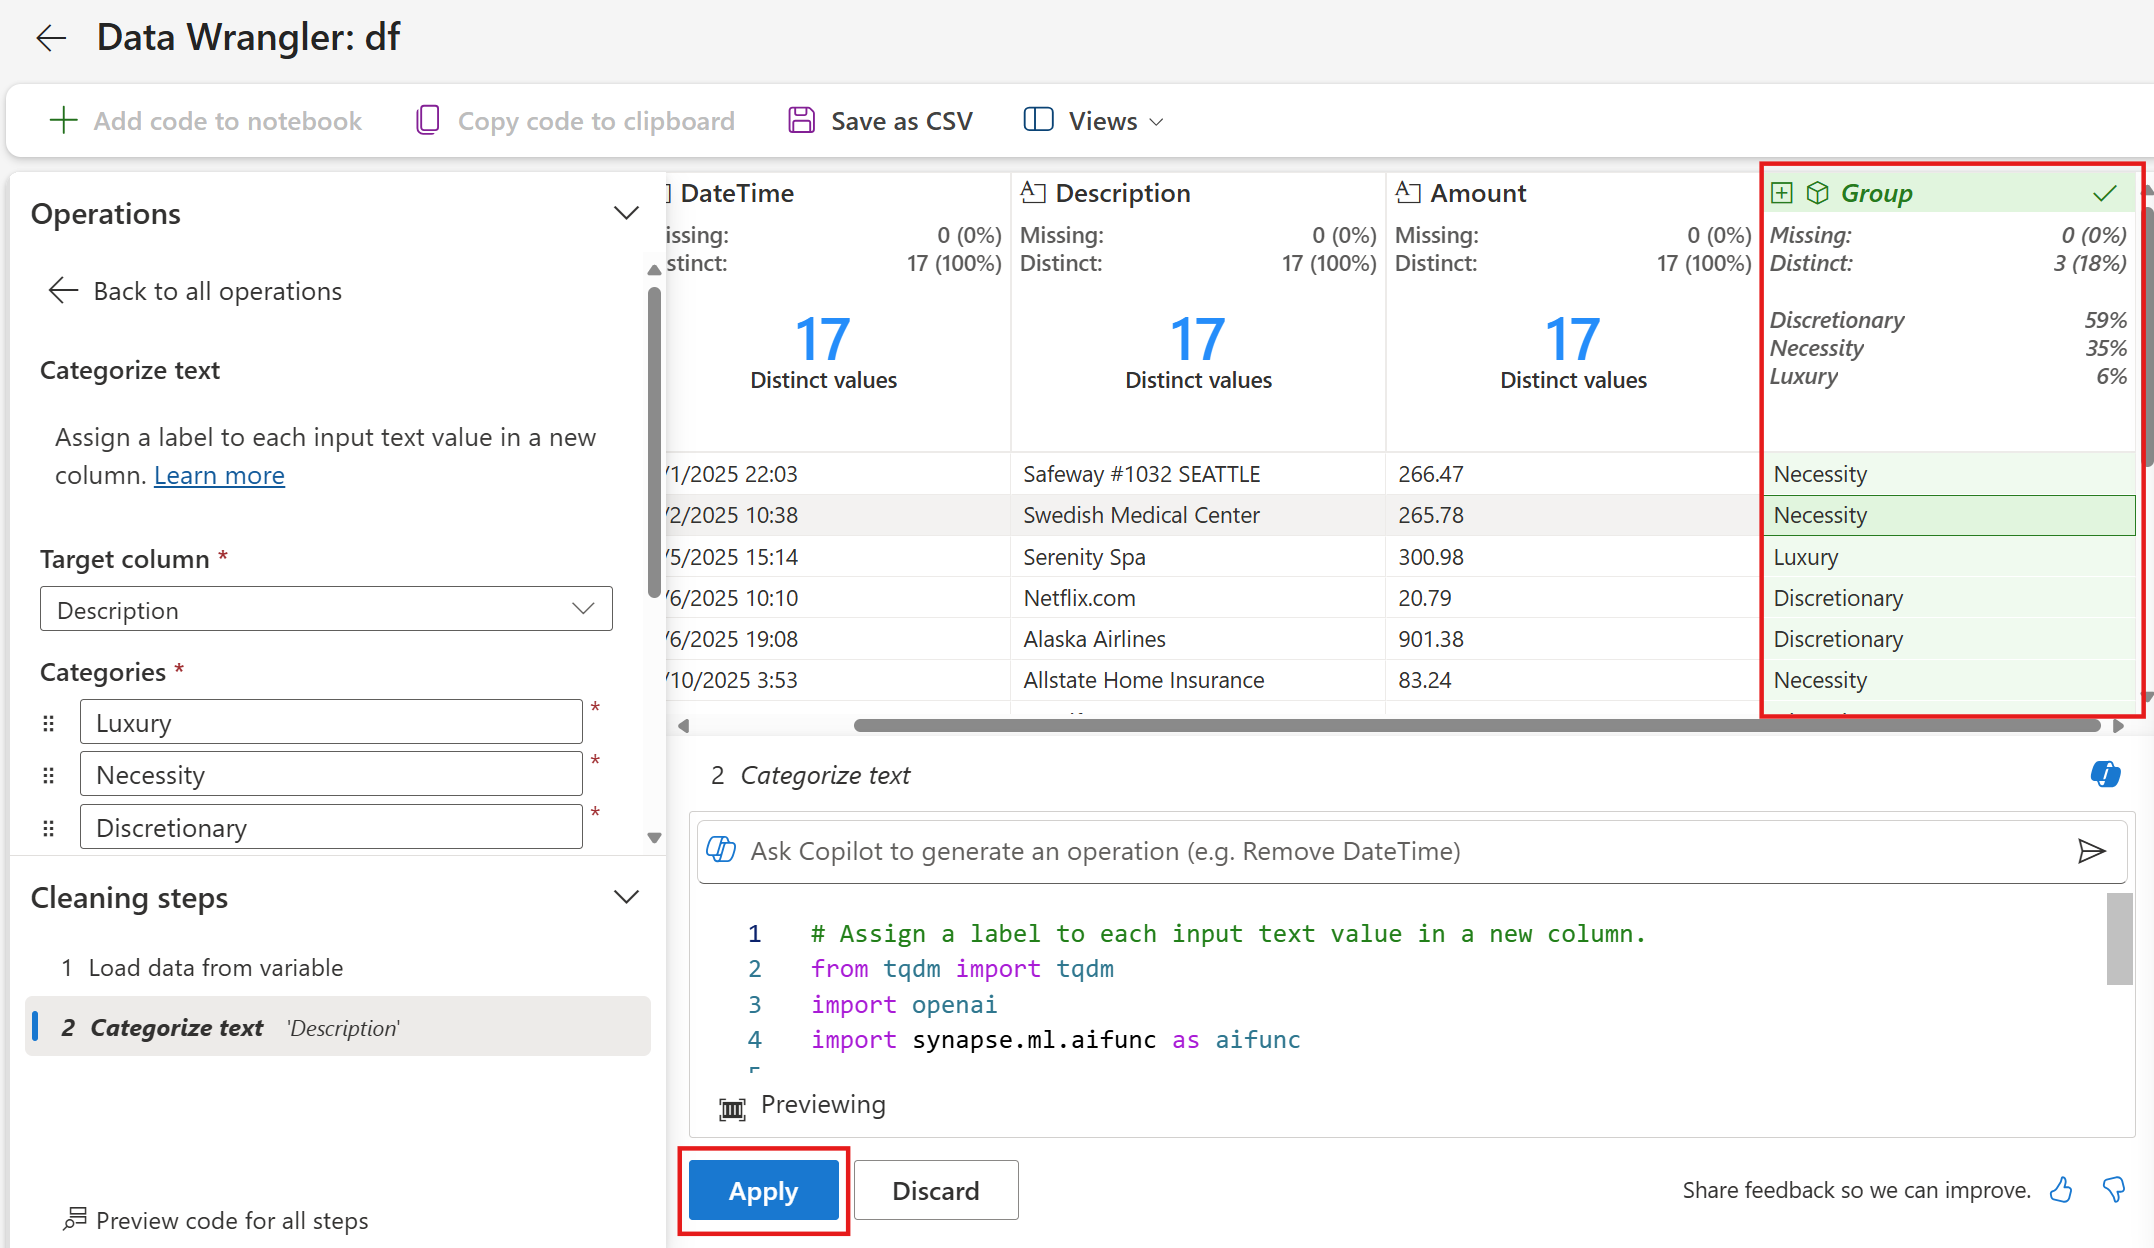 Data Wrangler: df
Add code to notebook
Copy code to clipboard
Save as CSV
Views
Operations
Back to all operations
Categorize text
Assign a label to each input text value in a new
column. Learn more
Target column *
Description
Categories *
Luxury *
Necessity *
Discretionary *
Cleaning steps
1 Load data from variable
2 Categorize text 'Description'
Preview code for all steps
DateTime
issing: 0 (0%)
stinct: 17 (100%)
17
Distinct values
Description
Missing: 0 (0%)
Distinct: 17 (100%)
17
Distinct values
Amount
Missing: 0 (0%)
Distinct: 17 (100%)
17
Distinct values
Group
Missing: 0 (0%)
Distinct: 3 (18%)
Discretionary 59%
Necessity 35%
Luxury 6%
/1/2025 22:03 Safeway #1032 SEATTLE 266.47 Necessity
/2/2025 10:38 Swedish Medical Center 265.78 Necessity
/5/2025 15:14 Serenity Spa 300.98 Luxury
/6/2025 10:10 Netflix.com 20.79 Discretionary
/6/2025 19:08 Alaska Airlines 901.38 Discretionary
/10/2025 3:53 Allstate Home Insurance 83.24 Necessity
2 Categorize text
Ask Copilot to generate an operation (e.g. Remove DateTime)
1 # Assign a label to each input text value in a new column.
2 from tqdm import tqdm
3 import openai
4 import synapse.ml.aifunc as aifunc
Previewing
Apply
Discard
Share feedback so we can improve.